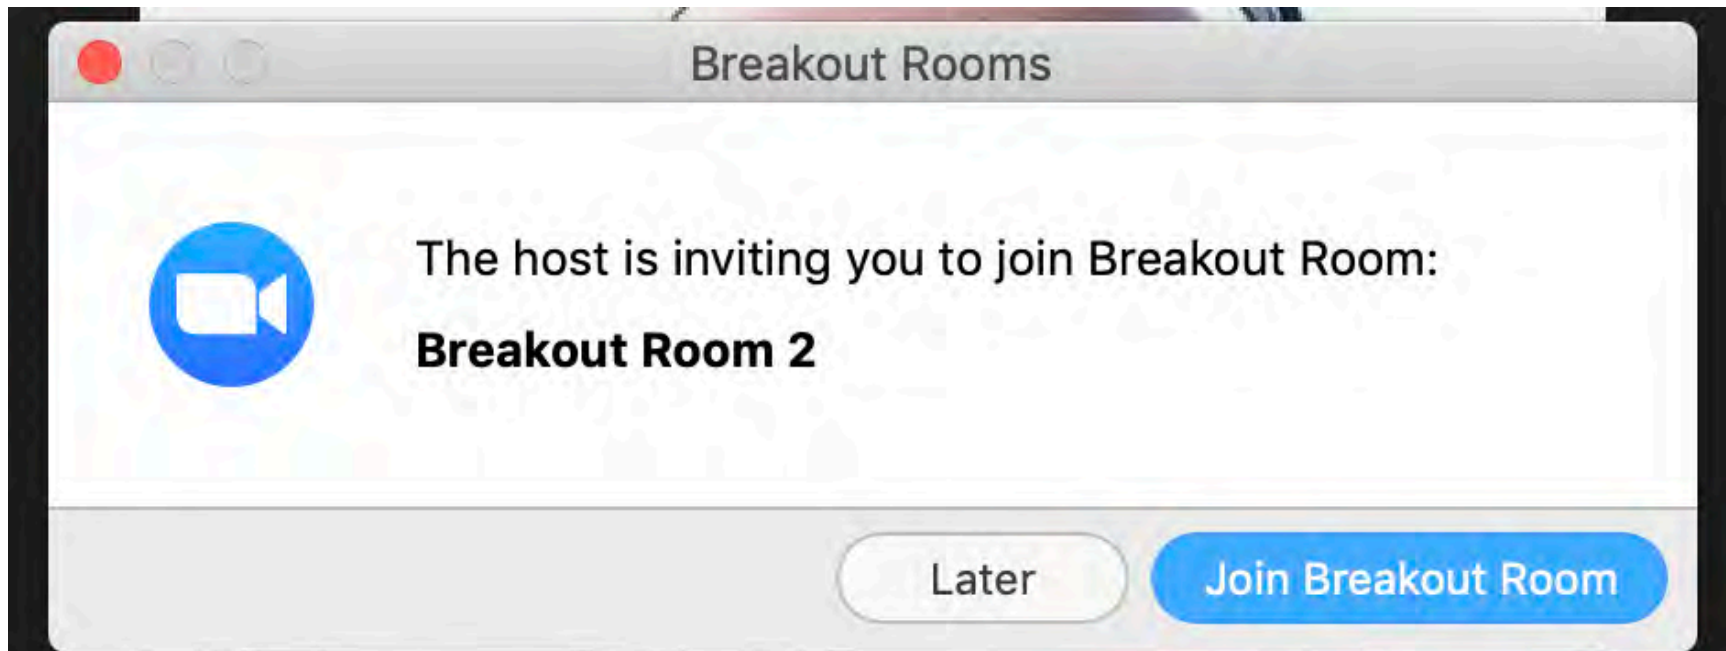 Breakout Rooms
The host is inviting you to join Breakout Room:
Breakout Room 2
Later
Join Breakout Room